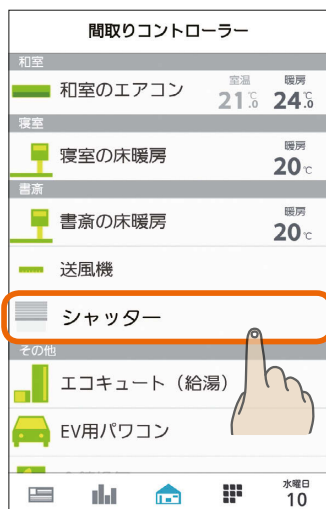 間取りコントローラー
和室
和室のエアコン
室温 暖房
21.0℃ 24.0℃
寝室
寝室の床暖房
暖房
20℃
書斎
書斎の床暖房
暖房
20℃
送風機
シャッター
その他
エコキュート（給湯）
EV用パワコン
水曜日
10